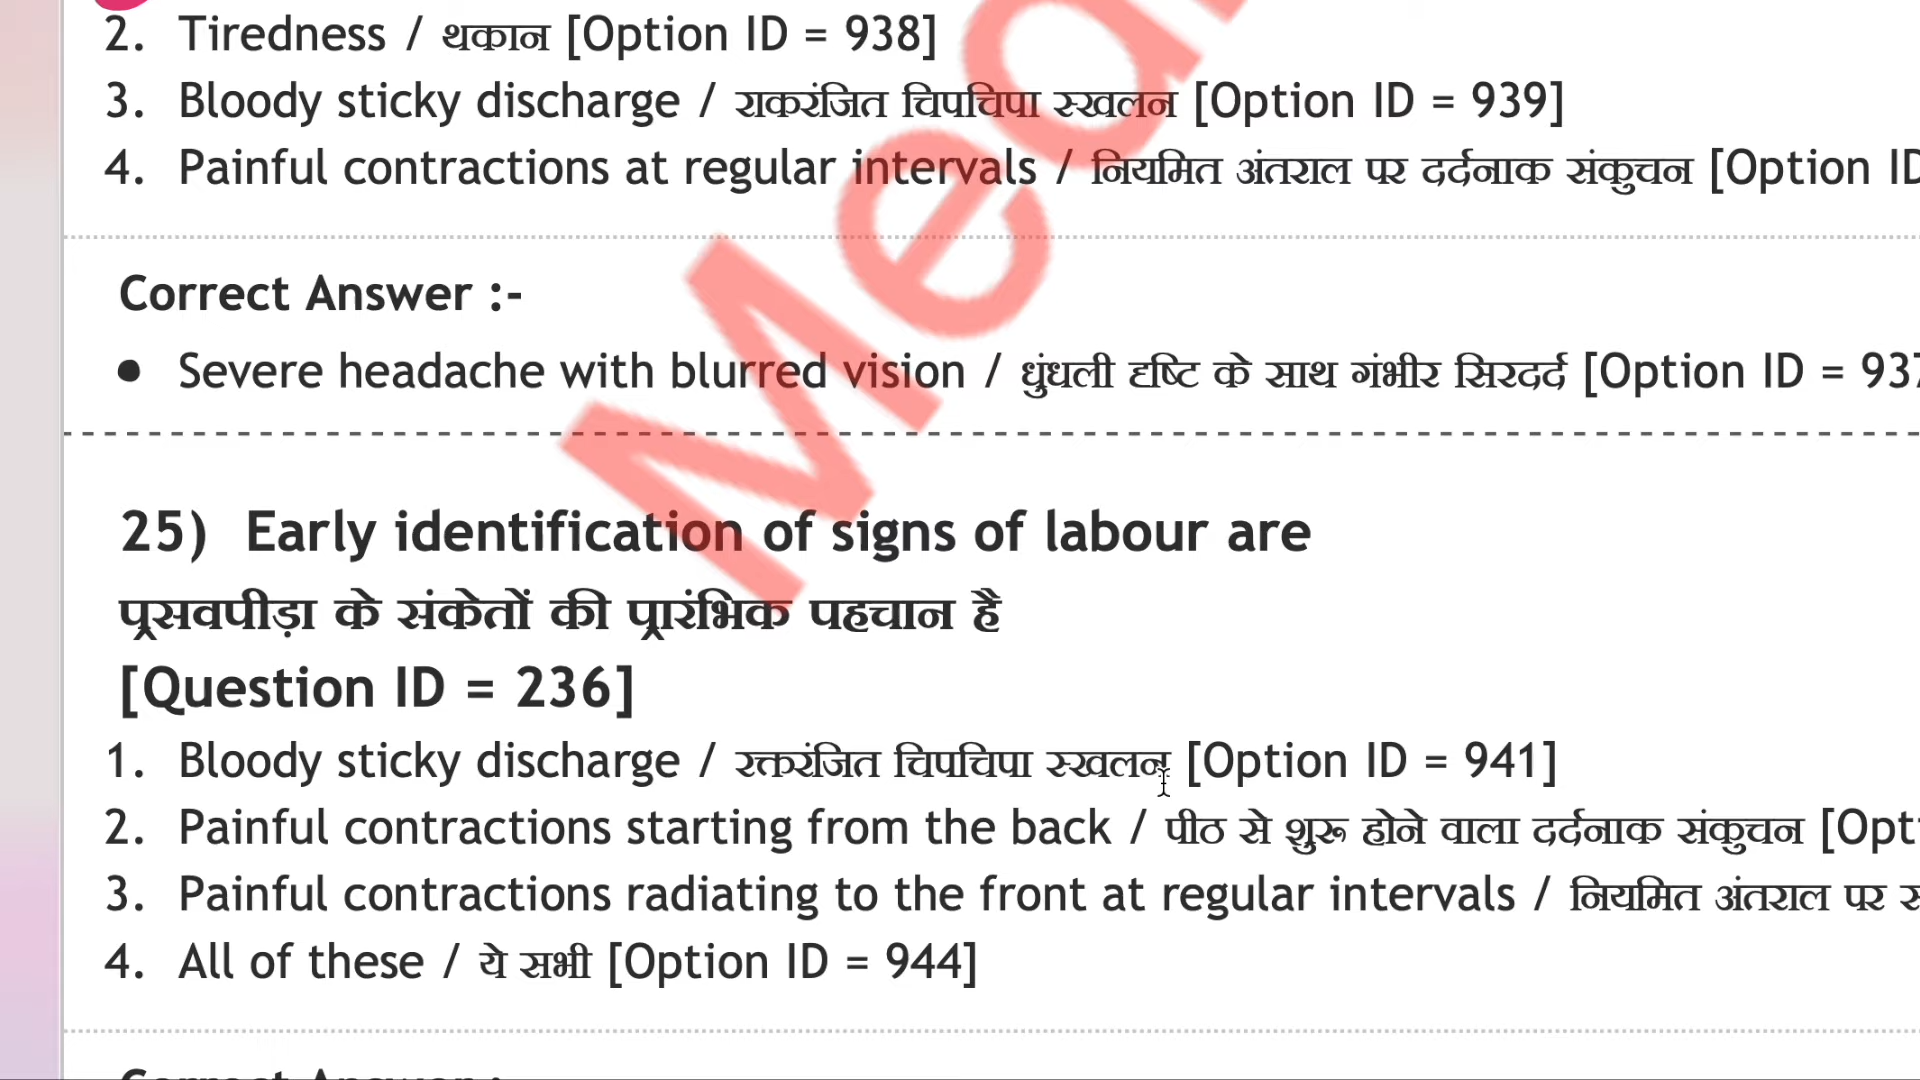 2. Tiredness / थकान [Option ID = 938]
3. Bloody sticky discharge / राकरंजित चिपचिपा स्खलन [Option ID = 939]
4. Painful contractions at regular intervals / नियमित अंतराल पर दर्दनाक संकुचन [Option ID
Correct Answer :-
• Severe headache with blurred vision / धुंधली दृष्टि के साथ गंभीर सिरदर्द [Option ID = 937
25) Early identification of signs of labour are
प्रसवपीड़ा के संकेतों की प्रारंभिक पहचान है
[Question ID = 236]
1. Bloody sticky discharge / रक्तरंजित चिपचिपा स्खलन [Option ID = 941]
2. Painful contractions starting from the back / पीठ से शुरू होने वाला दर्दनाक संकुचन [Opt
3. Painful contractions radiating to the front at regular intervals / नियमित अंतराल पर
4. All of these / ये सभी [Option ID = 944]
Correct Answer :-
Med